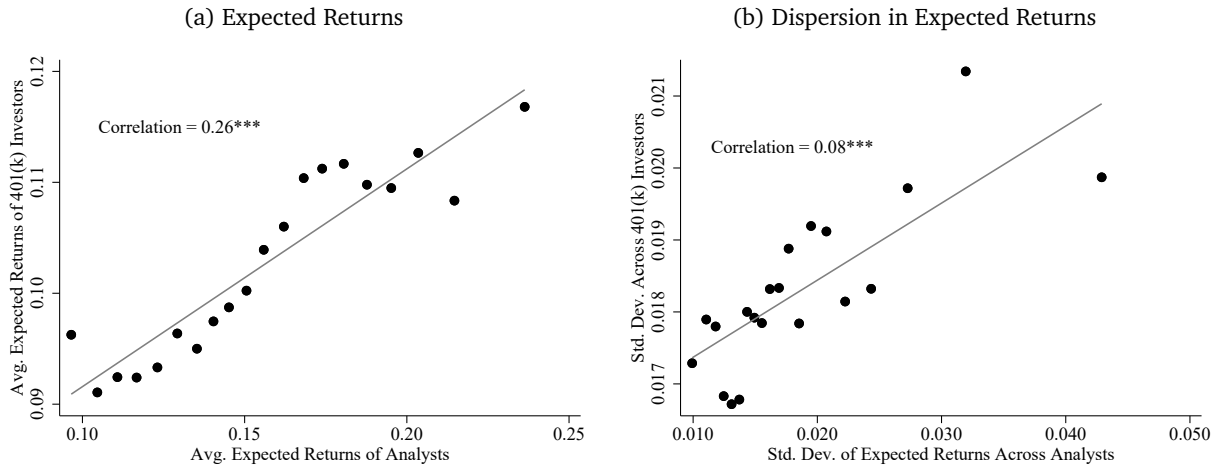 (a) Expected Returns
Avg. Expected Returns of 401(k) Investors
0.12
0.11
0.10
0.09
Correlation = 0.26***
0.10 0.15 0.20 0.25
Avg. Expected Returns of Analysts
(b) Dispersion in Expected Returns
Std. Dev. Across 401(k) Investors
0.021
0.020
0.019
0.018
0.017
Correlation = 0.08***
0.010 0.020 0.030 0.040 0.050
Std. Dev. of Expected Returns Across Analysts